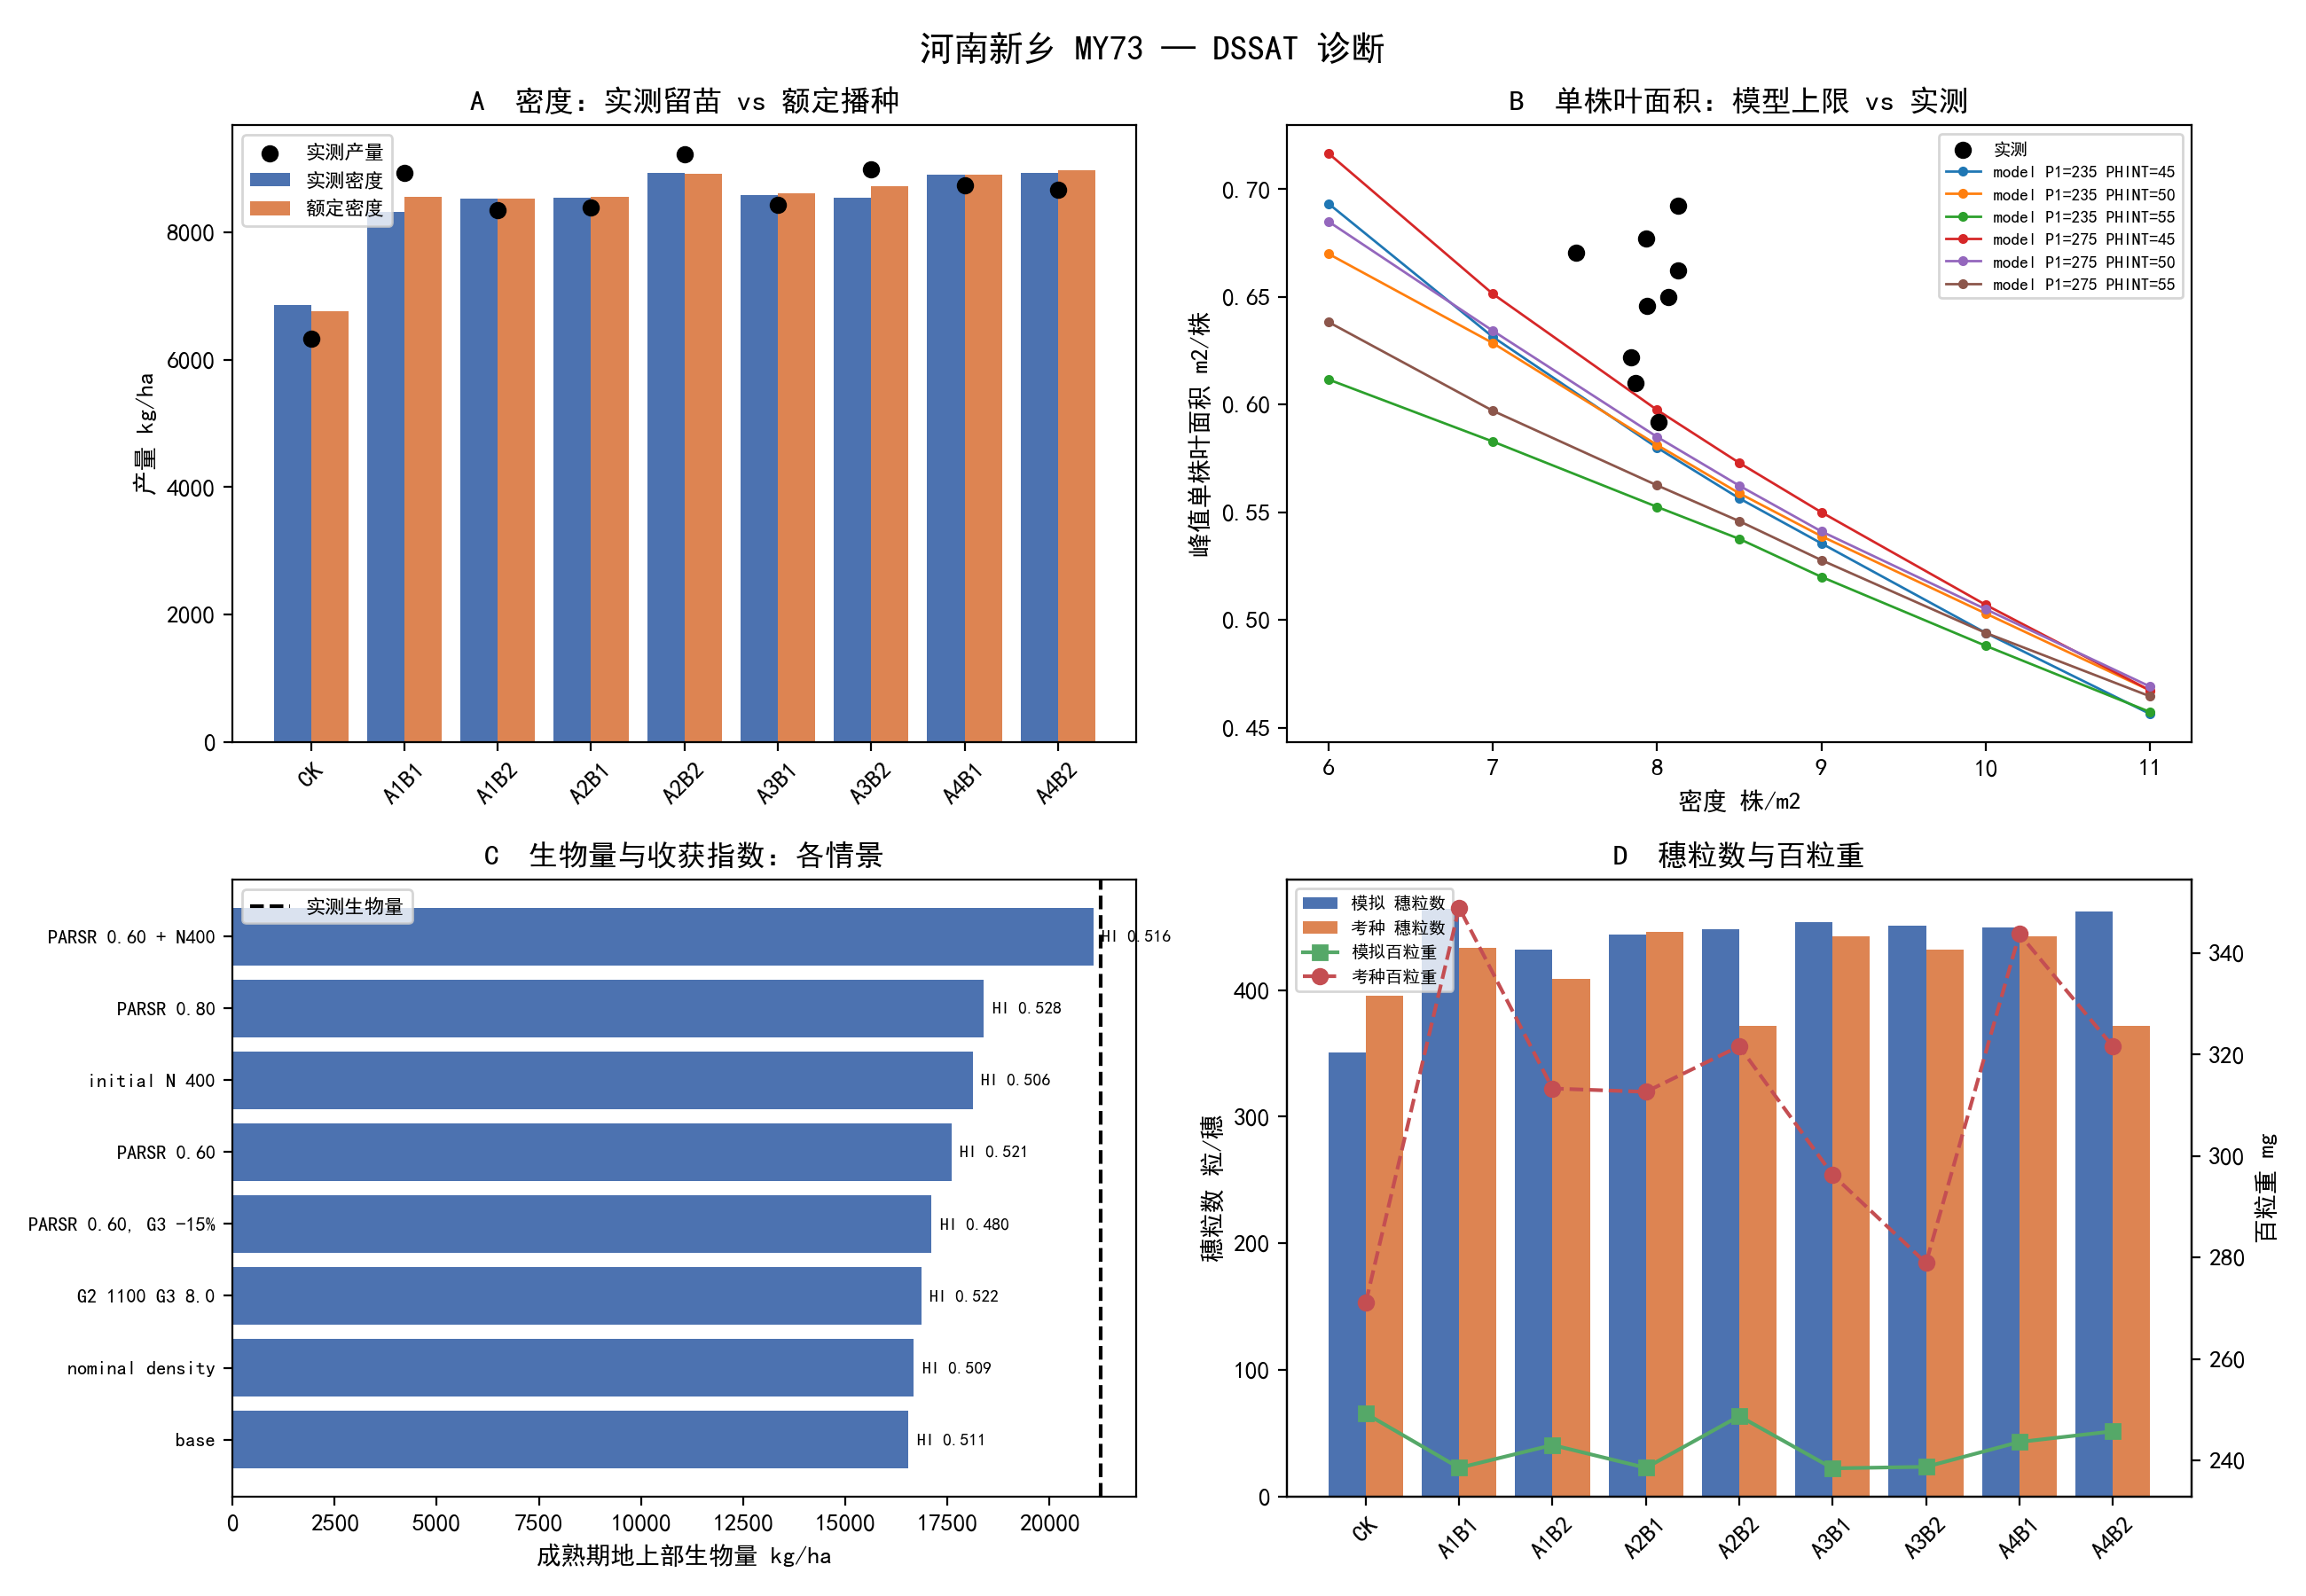 河南新乡 MY73 — DSSAT 诊断
A 密度：实测留苗 vs 额定播种
实测产量
实测密度
额定密度
产量 kg/ha
8000
6000
4000
2000
0
CK
A1B1
A1B2
A2B1
A2B2
A3B1
A3B2
A4B1
A4B2
B 单株叶面积：模型上限 vs 实测
实测
model P1=235 PHINT=45
model P1=235 PHINT=50
model P1=235 PHINT=55
model P1=275 PHINT=45
model P1=275 PHINT=50
model P1=275 PHINT=55
峰值单株叶面积 m2/株
0.70
0.65
0.60
0.55
0.50
0.45
6
7
8
9
10
11
密度 株/m2
C 生物量与收获指数：各情景
实测生物量
PARSR 0.60 + N400
HI 0.516
PARSR 0.80
HI 0.528
initial N 400
HI 0.506
PARSR 0.60
HI 0.521
PARSR 0.60, G3 -15%
HI 0.480
G2 1100 G3 8.0
HI 0.522
nominal density
HI 0.509
base
HI 0.511
0
2500
5000
7500
10000
12500
15000
17500
20000
成熟期地上部生物量 kg/ha
D 穗粒数与百粒重
模拟 穗粒数
考种 穗粒数
模拟百粒重
考种百粒重
穗粒数 粒/穗
400
300
200
100
0
340
320
300
280
260
240
百粒重 mg
CK
A1B1
A1B2
A2B1
A2B2
A3B1
A3B2
A4B1
A4B2